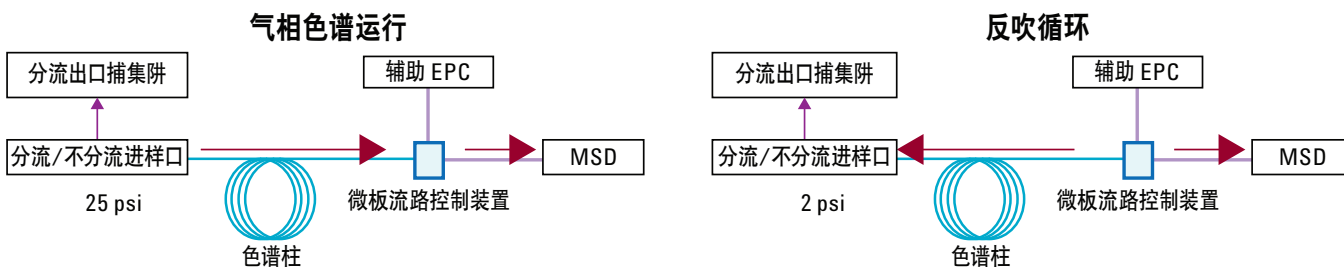 气相色谱运行
分流出口捕集阱
辅助 EPC
分流/不分流进样口
MSD
25 psi
微板流路控制装置
色谱柱
反吹循环
分流出口捕集阱
辅助 EPC
分流/不分流进样口
MSD
2 psi
微板流路控制装置
色谱柱